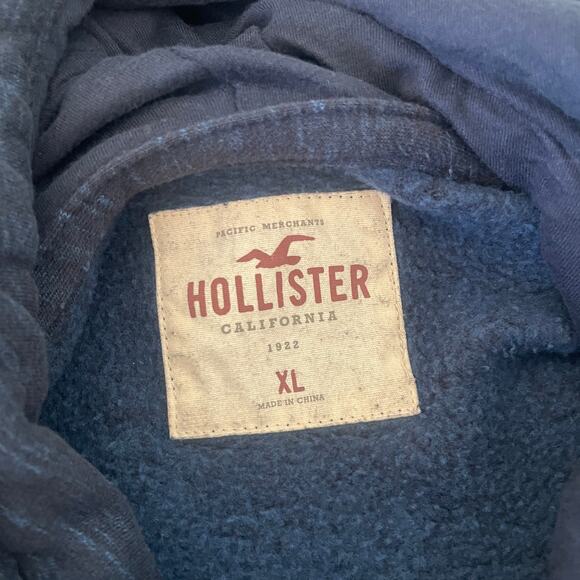 PACIFIC MERCHANTS
HOLLISTER
CALIFORNIA
1922
XL
MADE IN CHINA